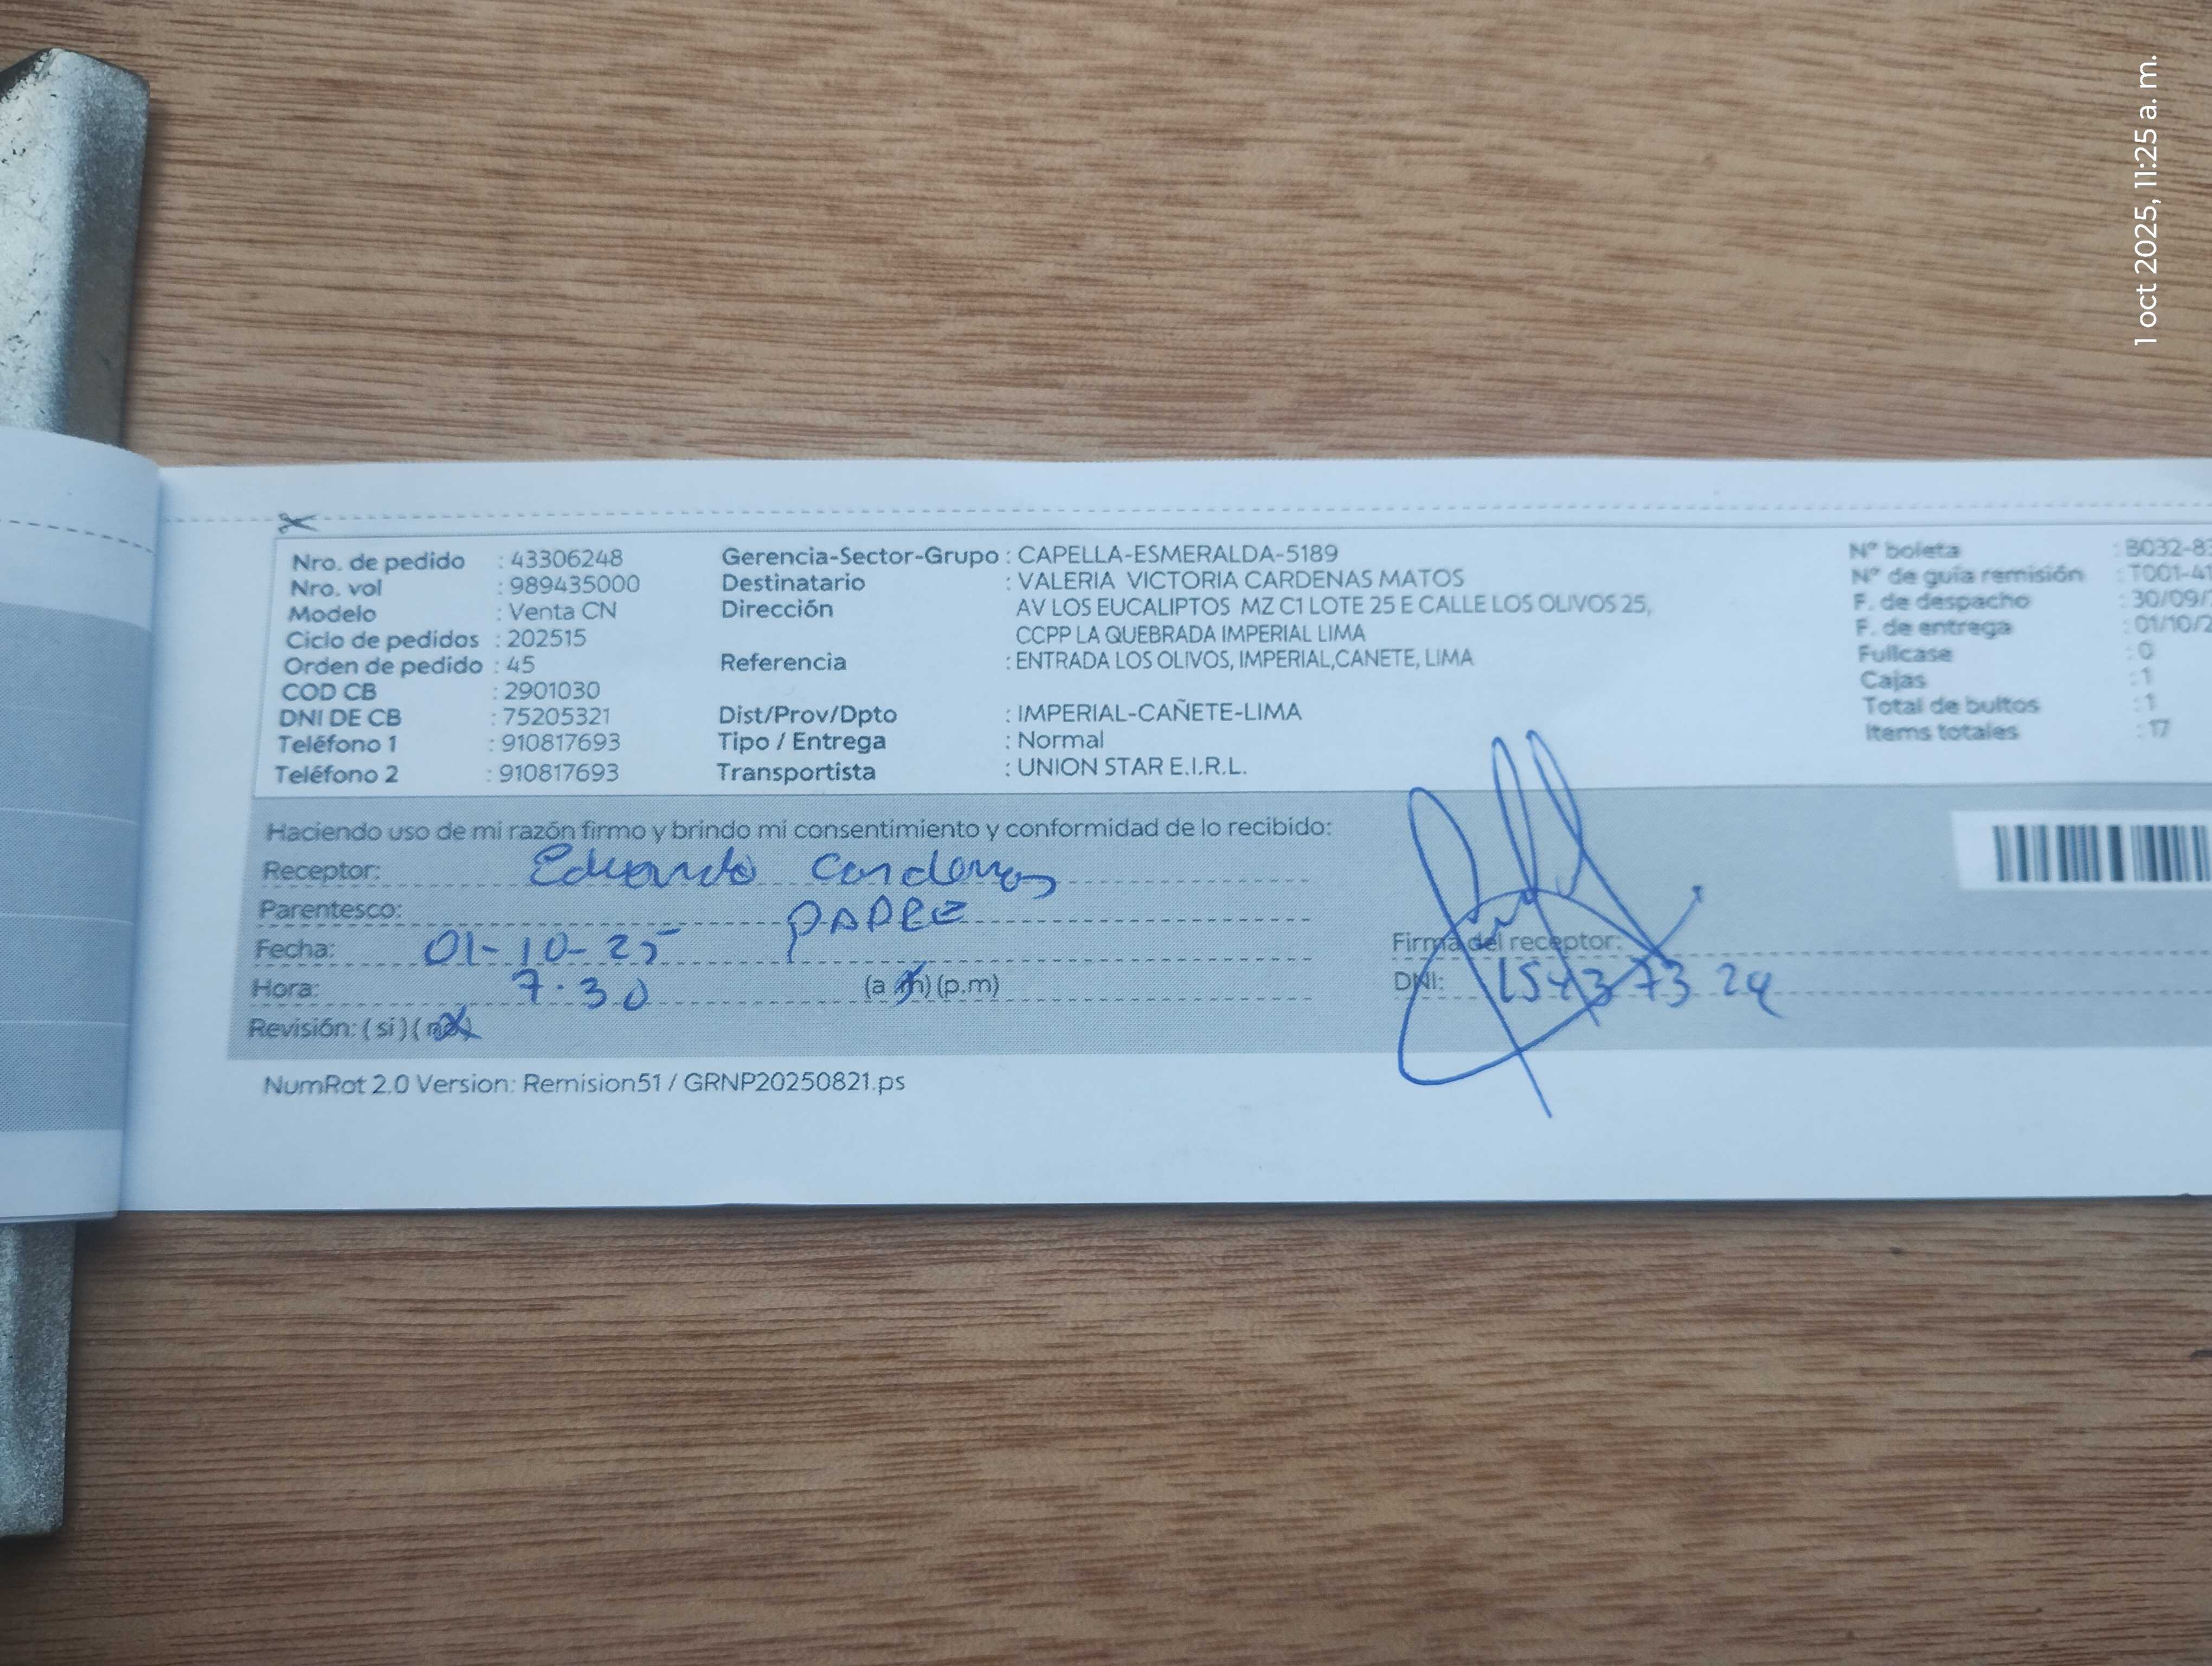 1 oct 2025, 11:25 a. m.
Nro. de pedido : 43306248
Nro. vol : 989435000
Modelo : Venta CN
Ciclo de pedidos : 202515
Orden de pedido : 45
COD CB : 2901030
DNI DE CB : 75205321
Teléfono 1 : 910817693
Teléfono 2 : 910817693
Gerencia-Sector-Grupo : CAPELLA-ESMERALDA-5189
Destinatario : VALERIA VICTORIA CARDENAS MATOS
Dirección AV LOS EUCALIPTOS MZ C1 LOTE 25 E CALLE LOS OLIVOS 25,
CCPP LA QUEBRADA IMPERIAL LIMA
Referencia : ENTRADA LOS OLIVOS, IMPERIAL,CANETE, LIMA
Dist/Prov/Dpto : IMPERIAL-CAÑETE-LIMA
Tipo / Entrega : Normal
Transportista : UNION STAR E.I.R.L.
N° boleta : B032-8
N° de guía remisión : T001-41
F. de despacho : 30/09/
F. de entrega : 01/10/2
Fullcase : 0
Cajas : 1
Total de bultos : 1
Items totales : 17
Haciendo uso de mi razón firmo y brindo mi consentimiento y conformidad de lo recibido:
Receptor: Eduardo Cardenas
Parentesco: PADRE
Fecha: 01-10-25
Hora: 7.30 (a.m) (p.m)
Revisión: ( si ) ( no )
Firma del receptor:
DNI: 15437324
NumRot 2.0 Version: Remision51 / GRNP20250821.ps